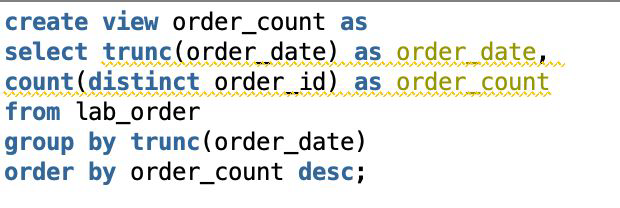 create view order_count as
select trunc(order_date) as order_date,
count(distinct order_id) as order_count
from lab_order
group by trunc(order_date)
order by order_count desc;